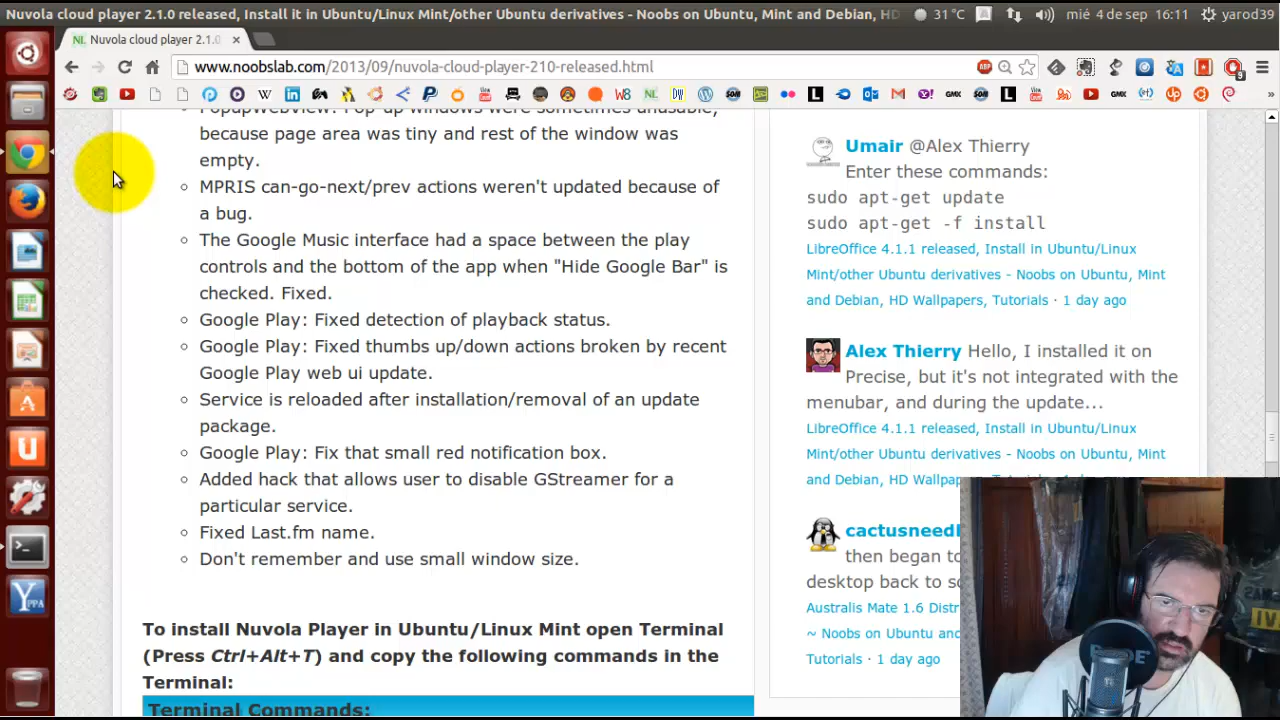 Nuvola cloud player 2.1.0 released, Install it in Ubuntu/Linux Mint/other Ubuntu derivatives - Noobs on Ubuntu, Mint and Debian, HD
31 °C
mié 4 de sep 16:11
yarod39
Nuvola cloud player 2.1.0
www.noobslab.com/2013/09/nuvola-cloud-player-210-released.html
PopupWebView: Pop-up windows were sometimes unusable,
because page area was tiny and rest of the window was
empty.
MPRIS can-go-next/prev actions weren't updated because of
a bug.
The Google Music interface had a space between the play
controls and the bottom of the app when "Hide Google Bar" is
checked. Fixed.
Google Play: Fixed detection of playback status.
Google Play: Fixed thumbs up/down actions broken by recent
Google Play web ui update.
Service is reloaded after installation/removal of an update
package.
Google Play: Fix that small red notification box.
Added hack that allows user to disable GStreamer for a
particular service.
Fixed Last.fm name.
Don't remember and use small window size.
To install Nuvola Player in Ubuntu/Linux Mint open Terminal
(Press Ctrl+Alt+T) and copy the following commands in the
Terminal:
Terminal Commands:
Umair @Alex Thierry
Enter these commands:
sudo apt-get update
sudo apt-get -f install
LibreOffice 4.1.1 released, Install in Ubuntu/Linux
Mint/other Ubuntu derivatives - Noobs on Ubuntu, Mint
and Debian, HD Wallpapers, Tutorials · 1 day ago
Alex Thierry Hello, I installed it on
Precise, but it's not integrated with the
menubar, and during the update...
LibreOffice 4.1.1 released, Install in Ubuntu/Linux
Mint/other Ubuntu derivatives - Noobs on Ubuntu, Mint
and Debian, HD Wallpap
cactusneedl
then began to
desktop back to s
Australis Mate 1.6 Dist
~ Noobs on Ubuntu and
Tutorials · 1 day ago